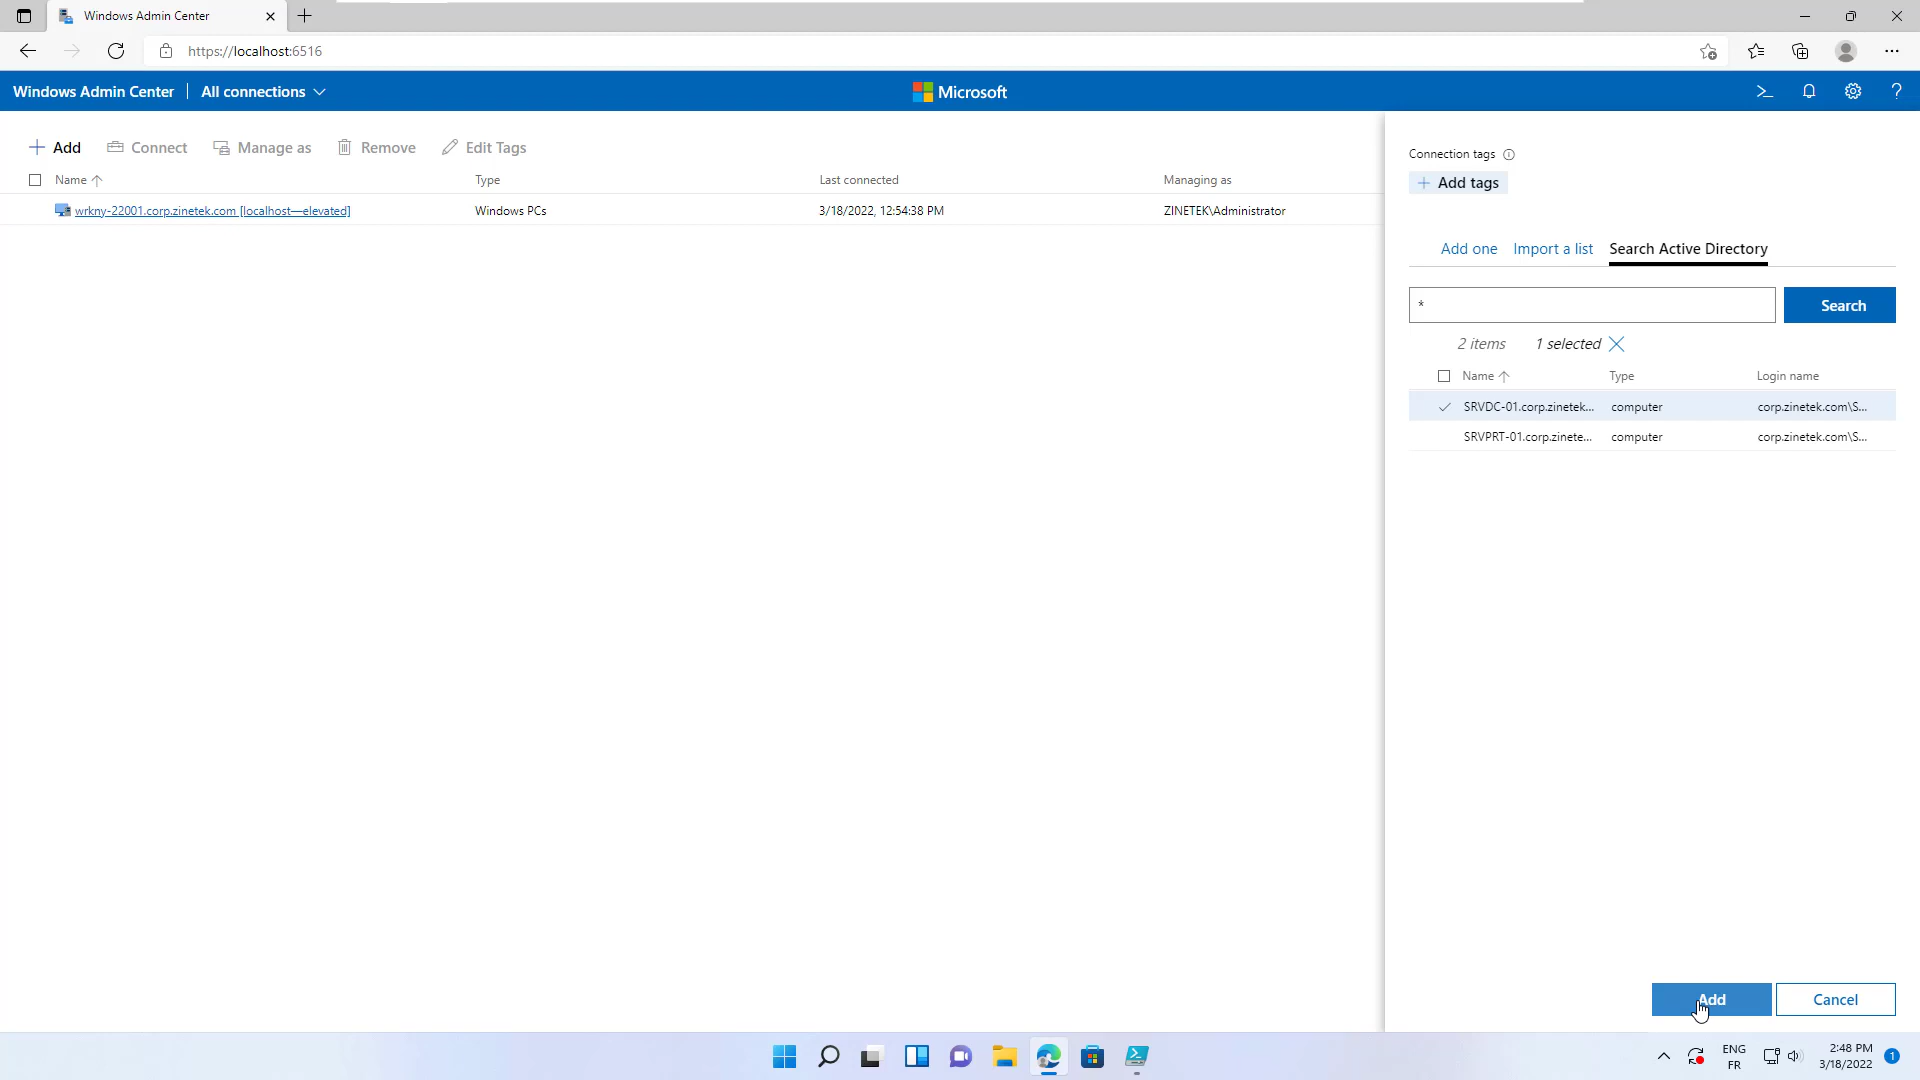 Windows Admin Center
https://localhost:6516
Windows Admin Center | All connections
Microsoft
?
Add Connect Manage as Remove Edit Tags
Name Type Last connected Managing as
wrkny-22001.corp.zinetek.com [localhost—elevated] Windows PCs 3/18/2022, 12:54:38 PM ZINETEK\Administrator
Connection tags
Add tags
Add one Import a list Search Active Directory
* Search
2 items 1 selected
Name Type Login name
SRVDC-01.corp.zinetek... computer corp.zinetek.com\S...
SRVPRT-01.corp.zinete... computer corp.zinetek.com\S...
Add Cancel
ENG 2:48 PM
FR 3/18/2022 1